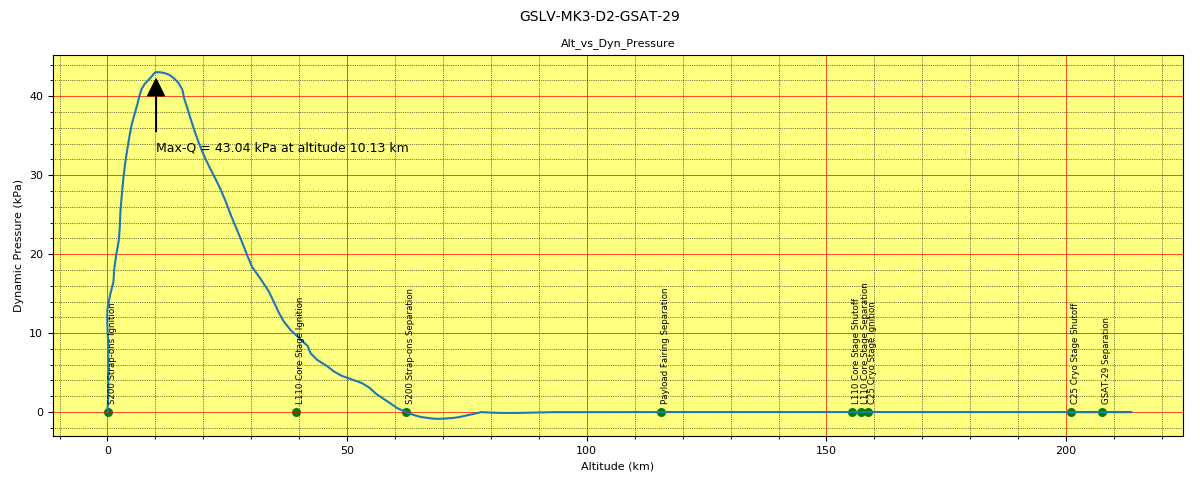 GSLV-MK3-D2-GSAT-29
Alt_vs_Dyn_Pressure
Dynamic Pressure (kPa)
40
30
20
10
0
Max-Q = 43.04 kPa at altitude 10.13 km
S200 Strap-ons Ignition
L110 Core Stage Ignition
S200 Strap-ons Separation
Payload Fairing Separation
L110 Core Stage Shutoff
L110 Core Stage Separation
C25 Cryo Stage Ignition
C25 Cryo Stage Shutoff
GSAT-29 Separation
0
50
100
150
200
Altitude (km)